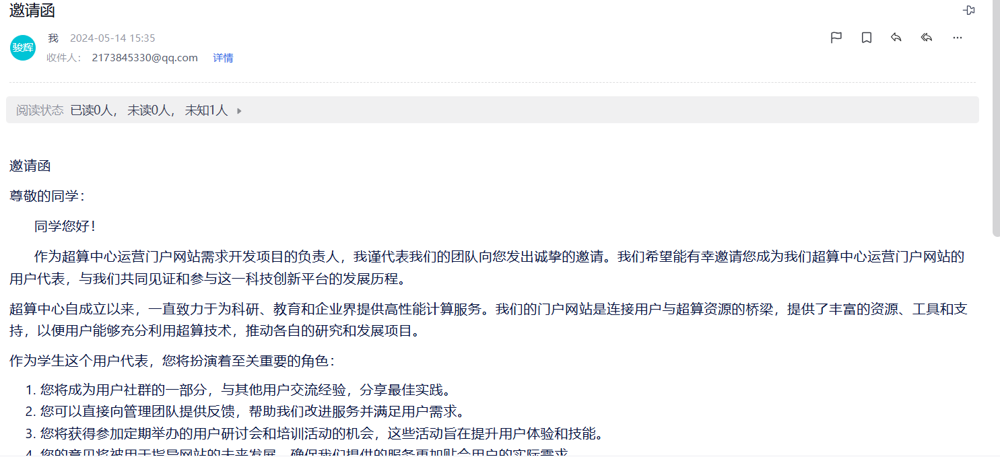 邀请函
我 2024-05-14 15:35
骏辉
收件人： 2173845330@qq.com 详情
阅读状态 已读0人， 未读0人， 未知1人
邀请函
尊敬的同学：
同学您好！
作为超算中心运营门户网站需求开发项目的负责人，我谨代表我们的团队向您发出诚挚的邀请。我们希望能有幸邀请您成为我们超算中心运营门户网站的
用户代表，与我们共同见证和参与这一科技创新平台的发展历程。
超算中心自成立以来，一直致力于为科研、教育和企业界提供高性能计算服务。我们的门户网站是连接用户与超算资源的桥梁，提供了丰富的资源、工具和支
持，以便用户能够充分利用超算技术，推动各自的研究和发展项目。
作为学生这个用户代表，您将扮演着至关重要的角色：
1. 您将成为用户社群的一部分，与其他用户交流经验，分享最佳实践。
2. 您可以直接向管理团队提供反馈，帮助我们改进服务并满足用户需求。
3. 您将获得参加定期举办的用户研讨会和培训活动的机会，这些活动旨在提升用户体验和技能。
4. 您的意见将被用于指导网站的未来发展，确保我们提供的服务更加贴合用户的实际需求